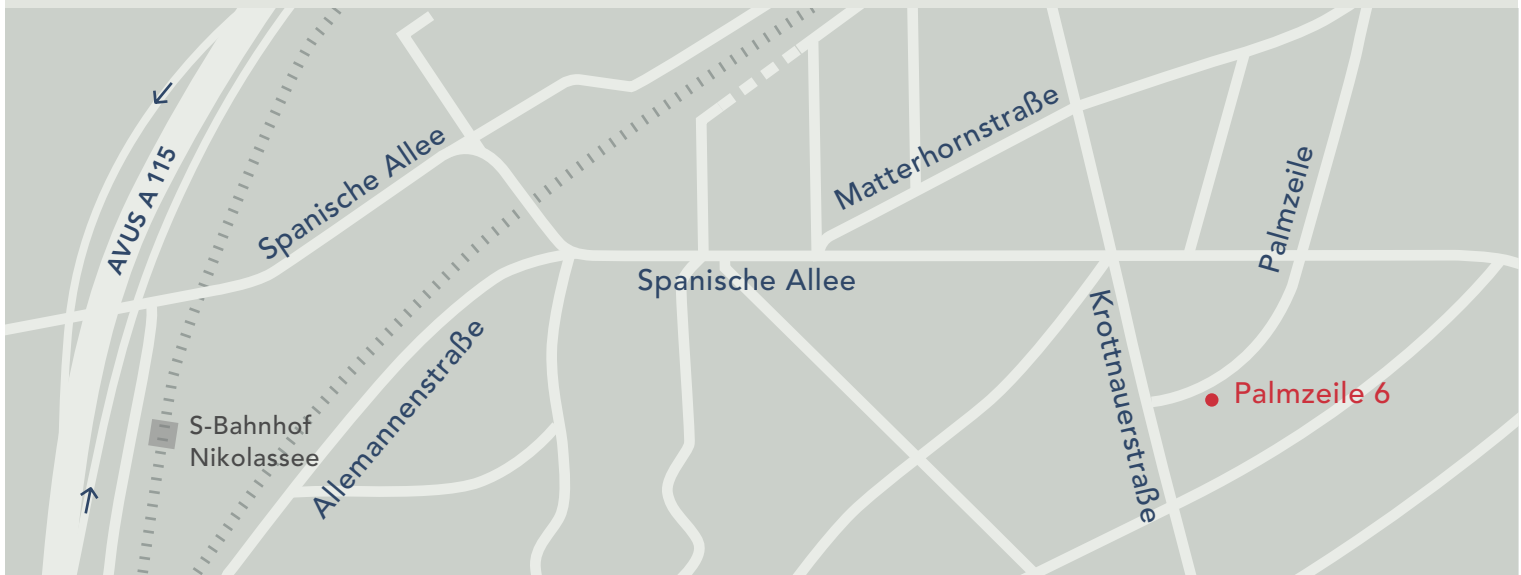 AVUS A 115
Spanische Allee
Matterhornstraße
Palmzeile
Spanische Allee
Krottnauerstraße
Allemannenstraße
Palmzeile 6
S-Bahnhof
Nikolassee